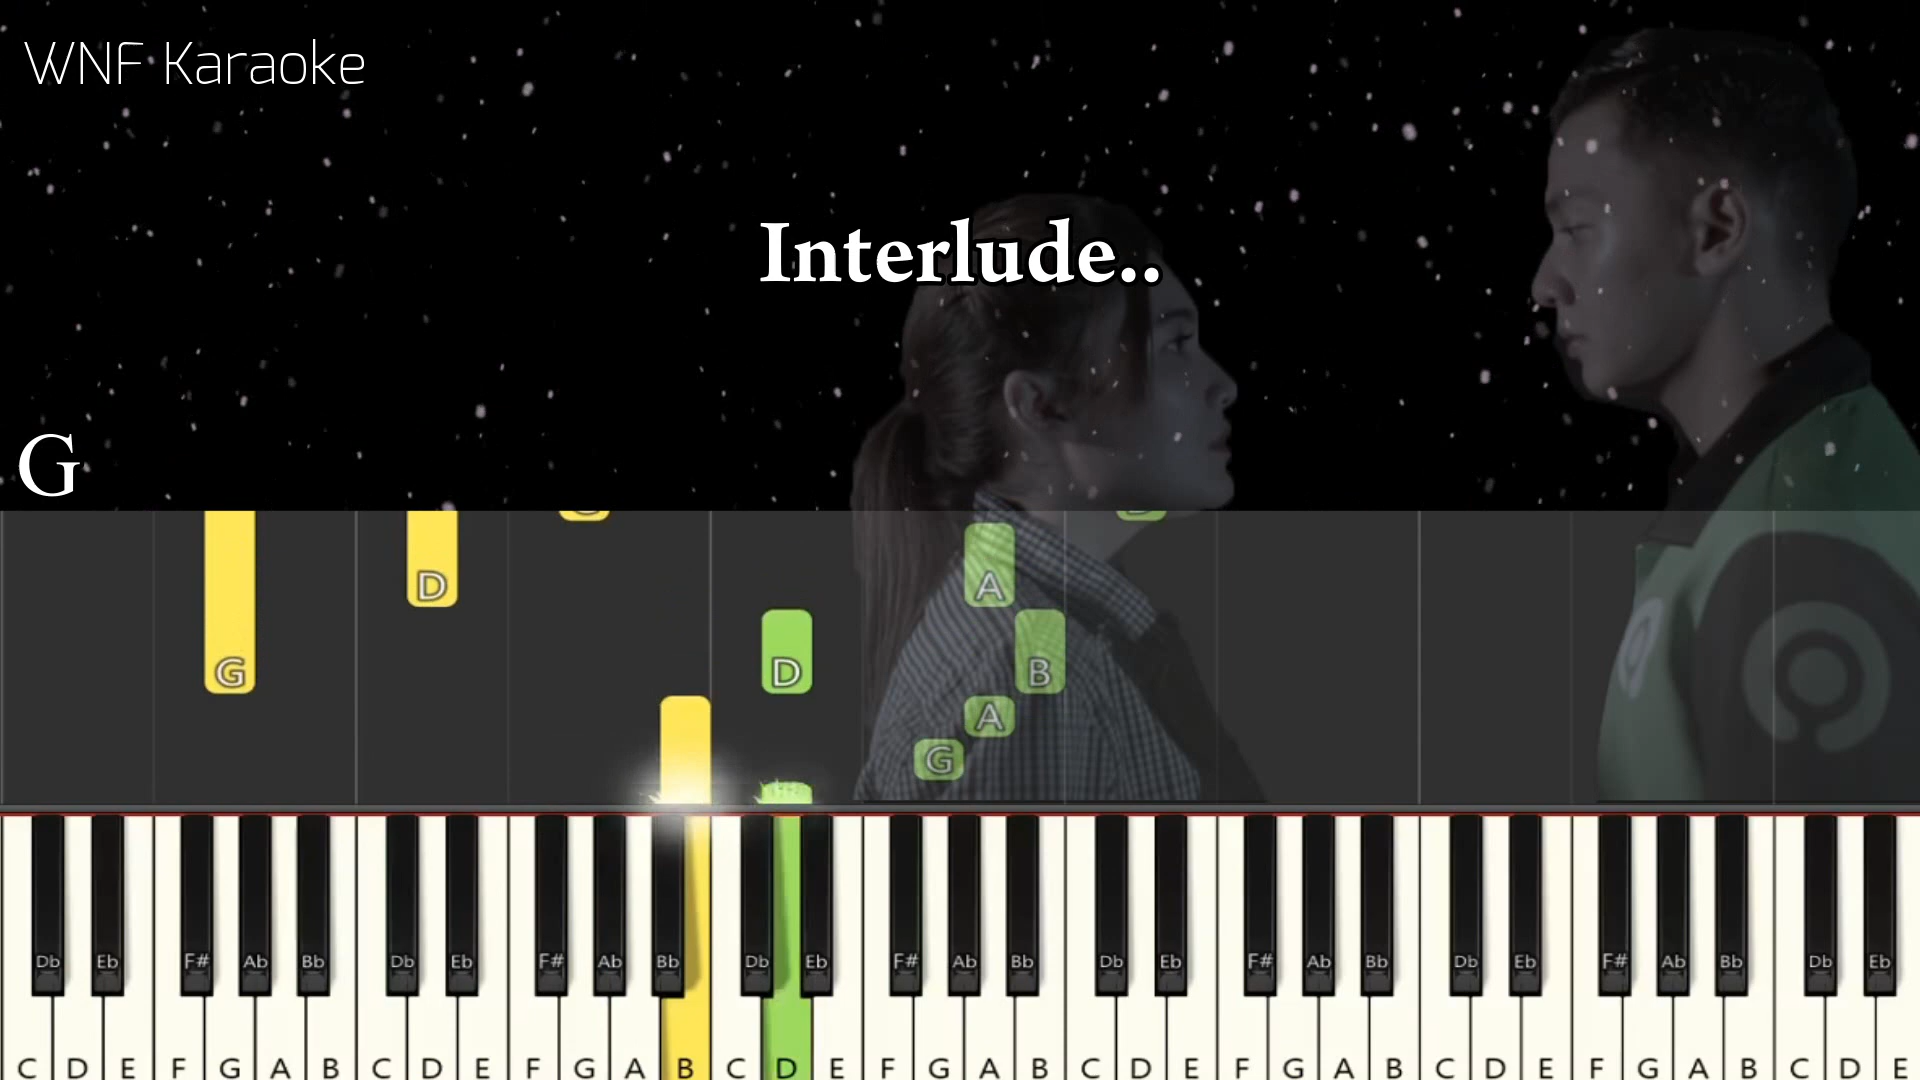 WNF Karaoke
Interlude..
G
D A
G D B
A
G
Db Eb F# Ab Bb Db Eb F# Ab Bb Db Eb F# Ab Bb Db Eb F# Ab Bb Db Eb F# Ab Bb Db Eb
C D E F G A B C D E F G A B C D E F G A B C D E F G A B C D E F G A B C D E